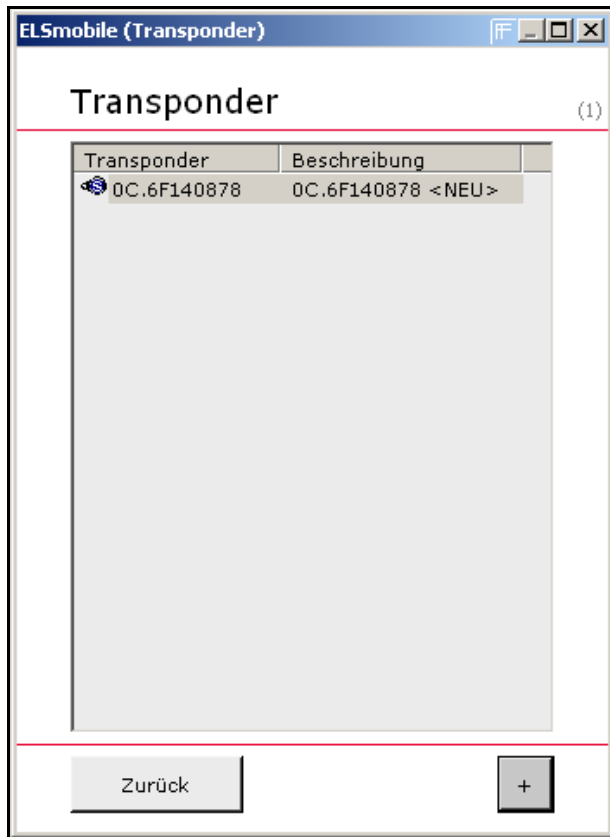 ELSmobile (Transponder)
Transponder
(1)
Transponder Beschreibung
0C.6F140878 0C.6F140878 <NEU>
Zurück +